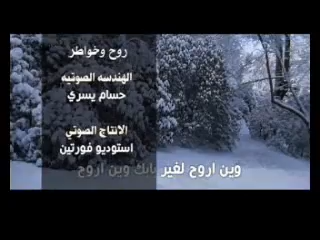 روح وخواطر
الهندسه الصوتيه
حسام يسري
الانتاج الصوتي
استوديو فورتين
وين اروح لغير بابك وين اروح